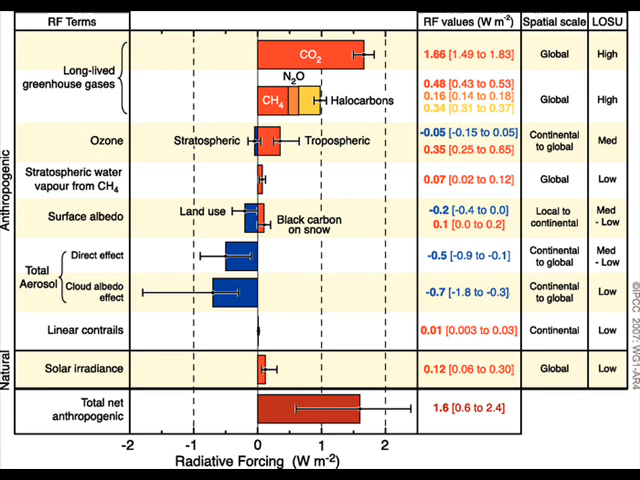 RF Terms
RF values (W m-2)
Spatial scale
LOSU
Anthropogenic
Long-lived
greenhouse gases
CO2
1.66 [1.49 to 1.83]
Global
High
N2O
CH4
Halocarbons
0.48 [0.43 to 0.53]
0.16 [0.14 to 0.18]
0.34 [0.31 to 0.37]
Global
High
Ozone
Stratospheric
Tropospheric
-0.05 [-0.15 to 0.05]
0.35 [0.25 to 0.65]
Continental
to global
Med
Stratospheric water
vapour from CH4
0.07 [0.02 to 0.12]
Global
Low
Surface albedo
Land use
Black carbon
on snow
-0.2 [-0.4 to 0.0]
0.1 [0.0 to 0.2]
Local to
continental
Med
- Low
Total
Aerosol
Direct effect
-0.5 [-0.9 to -0.1]
Continental
to global
Med
- Low
Cloud albedo
effect
-0.7 [-1.8 to -0.3]
Continental
to global
Low
Linear contrails
0.01 [0.003 to 0.03]
Continental
Low
Natural
Solar irradiance
0.12 [0.06 to 0.30]
Global
Low
Total net
anthropogenic
1.6 [0.6 to 2.4]
-2 -1 0 1 2
Radiative Forcing (W m-2)
©IPCC 2007: WG1-AR4